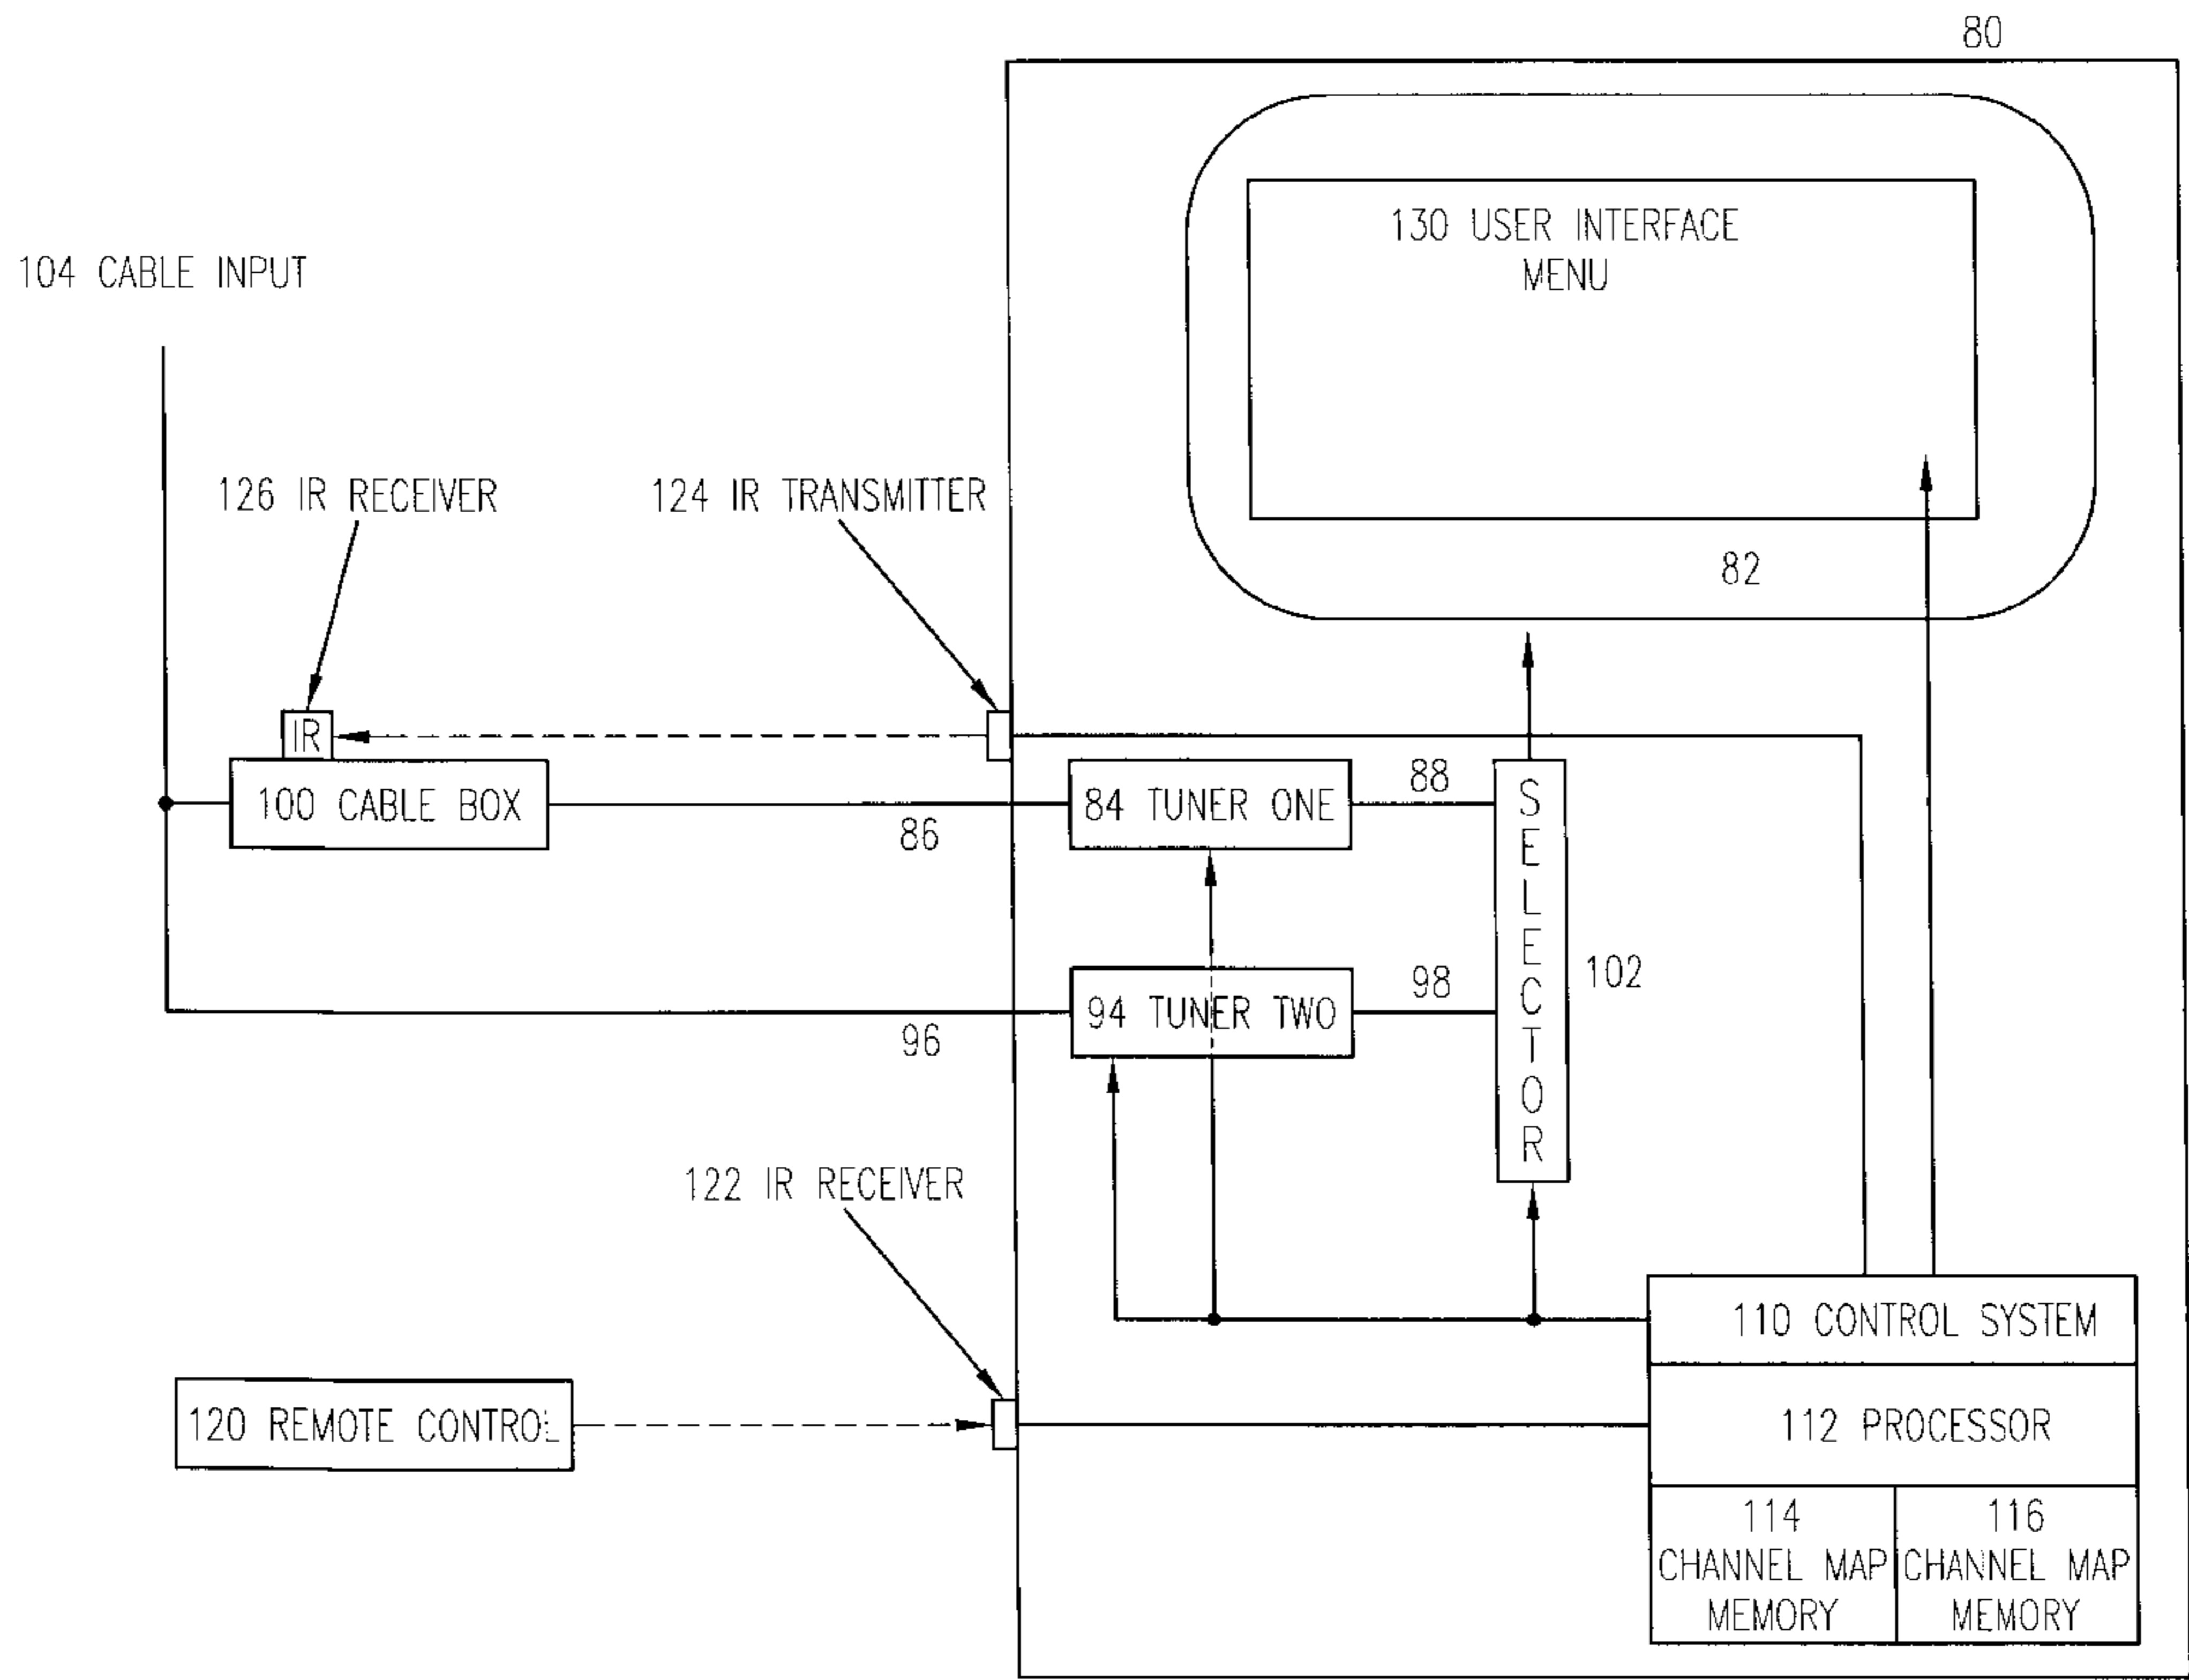 80
130 USER INTERFACE
MENU
104 CABLE INPUT
126 IR RECEIVER
124 IR TRANSMITTER
82
IR
100 CABLE BOX
86
84 TUNER ONE
88
SELECTOR
102
94 TUNER TWO
98
96
122 IR RECEIVER
110 CONTROL SYSTEM
120 REMOTE CONTROL
112 PROCESSOR
114
CHANNEL MAP
MEMORY
116
CHANNEL MAP
MEMORY